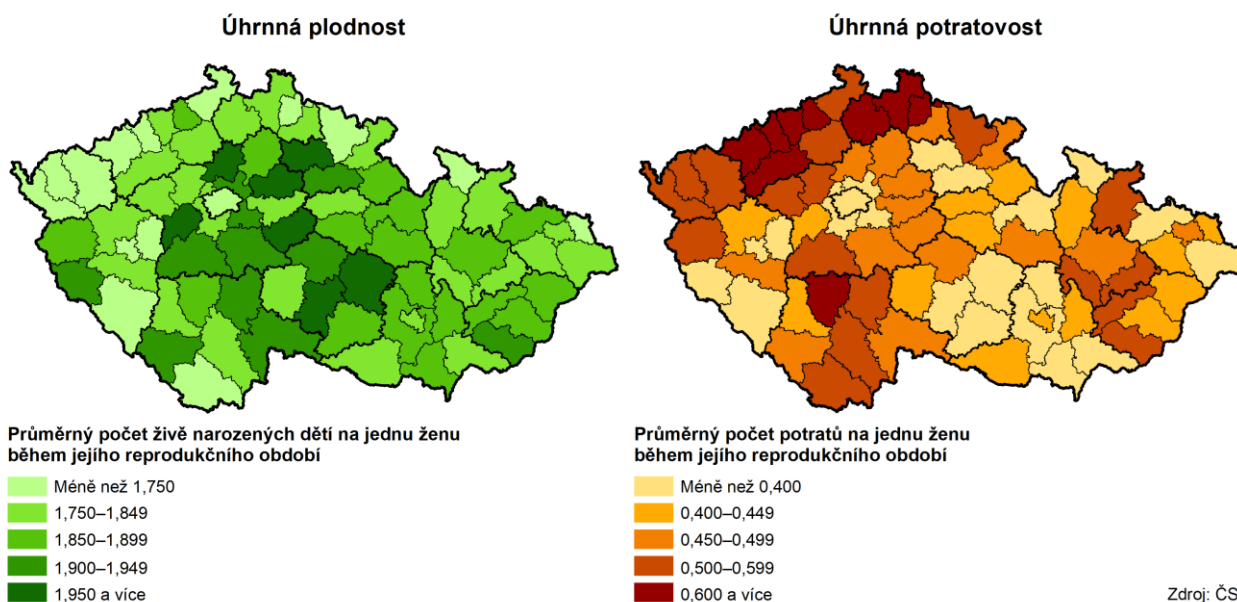 Úhrnná plodnost
Úhrnná potratovost
Průměrný počet živě narozených dětí na jednu ženu
během jejího reprodukčního období
Méně než 1,750
1,750–1,849
1,850–1,899
1,900–1,949
1,950 a více
Průměrný počet potratů na jednu ženu
během jejího reprodukčního období
Méně než 0,400
0,400–0,449
0,450–0,499
0,500–0,599
0,600 a více
Zdroj: ČS